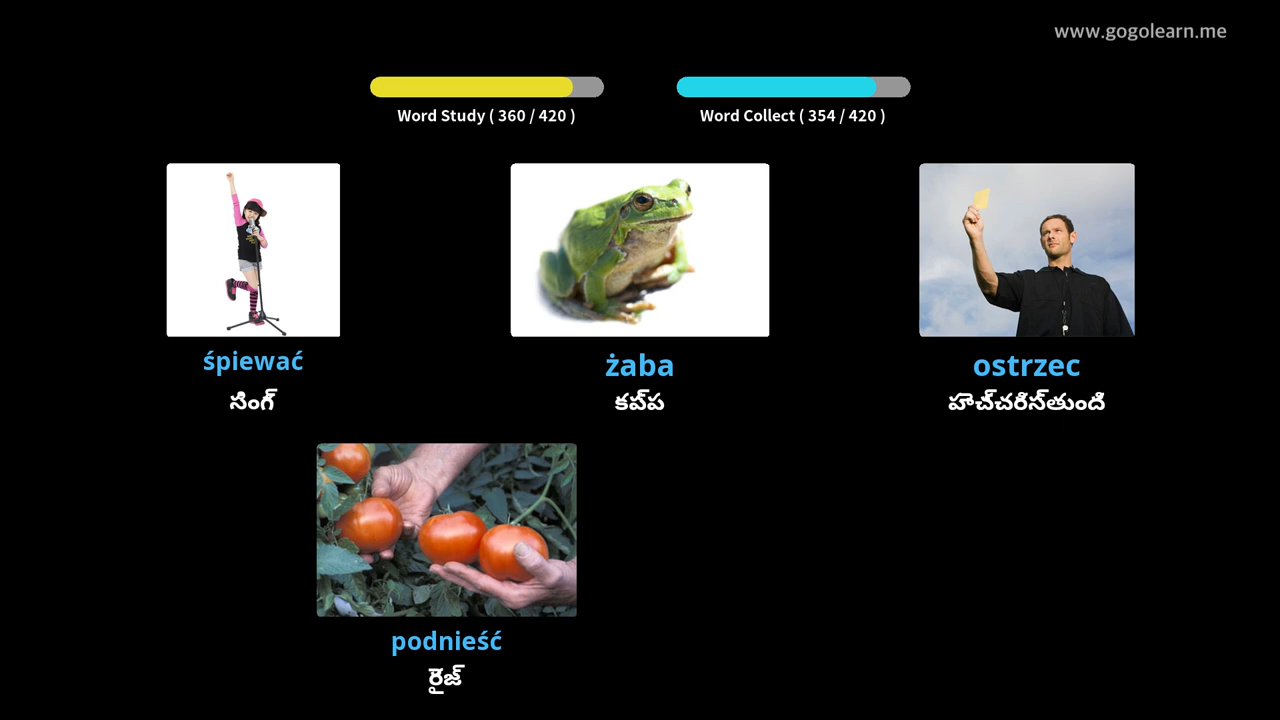 www.gogolearn.me
Word Study ( 360 / 420 )
Word Collect ( 354 / 420 )
śpiewać
żaba
ostrzec
సింగ్
కప్ప
హెచ్చరిస్తుంది
podnieść
రైజ్